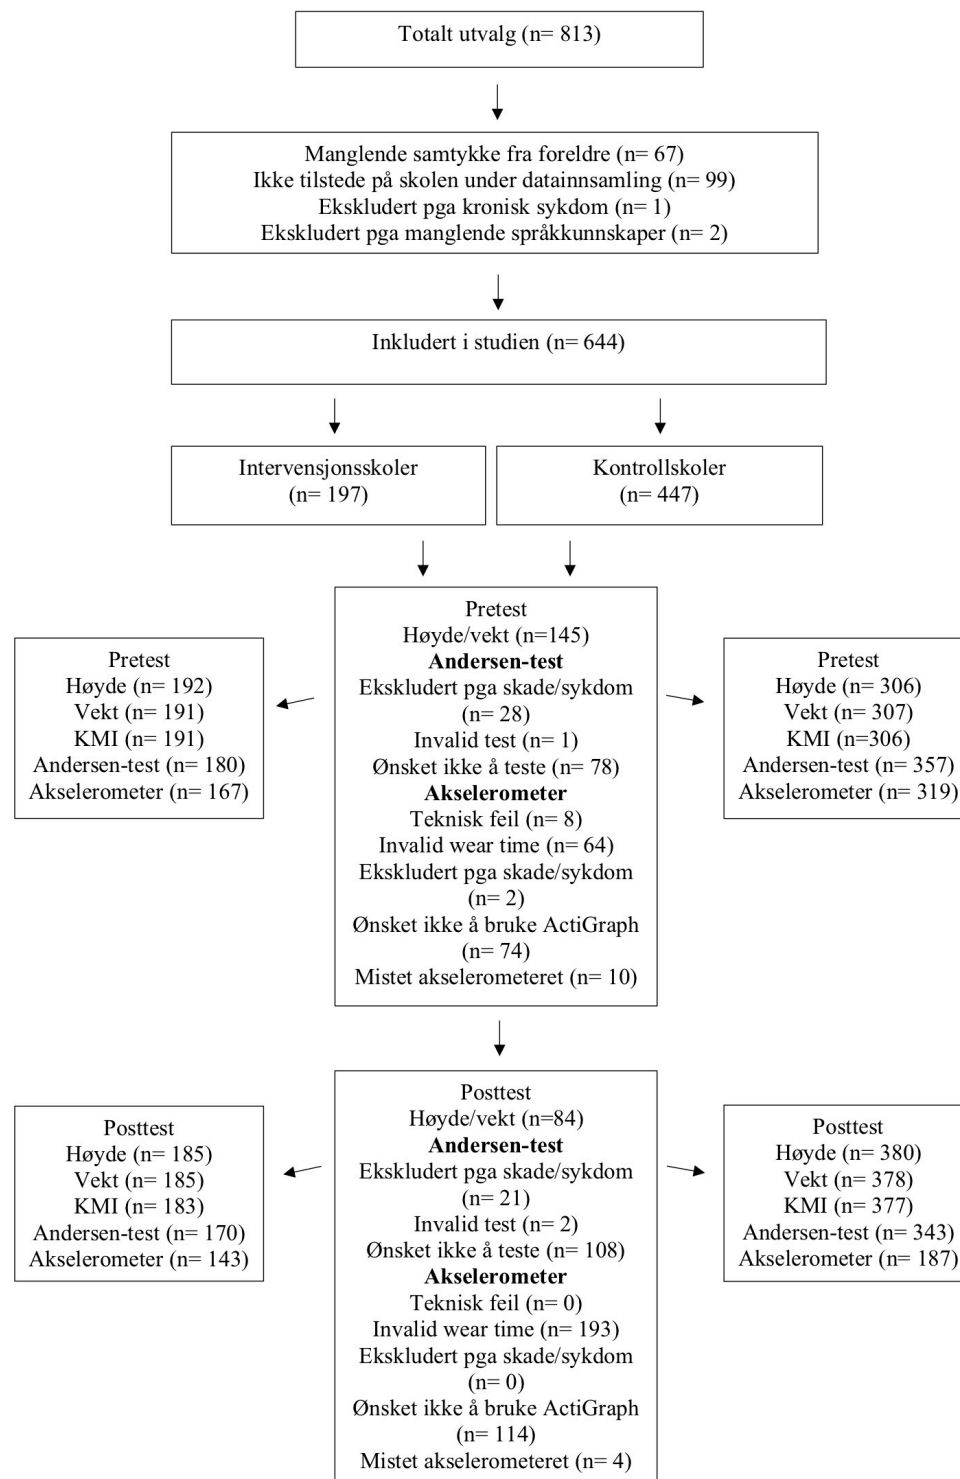 Totalt utvalg (n= 813)
Manglende samtykke fra foreldre (n= 67)
Ikke tilstede på skolen under datainnsamling (n= 99)
Ekskludert pga kronisk sykdom (n= 1)
Ekskludert pga manglende språkkunnskaper (n= 2)
Inkludert i studien (n= 644)
Intervensjonsskoler
(n= 197)
Kontrollskoler
(n= 447)
Pretest
Høyde (n= 192)
Vekt (n= 191)
KMI (n= 191)
Andersen-test (n= 180)
Akselerometer (n= 167)
Pretest
Høyde/vekt (n=145)
Andersen-test
Ekskludert pga skade/sykdom
(n= 28)
Invalid test (n= 1)
Ønsket ikke å teste (n= 78)
Akselerometer
Teknisk feil (n= 8)
Invalid wear time (n= 64)
Ekskludert pga skade/sykdom
(n= 2)
Ønsket ikke å bruke ActiGraph
(n= 74)
Mistet akselerometeret (n= 10)
Pretest
Høyde (n= 306)
Vekt (n= 307)
KMI (n=306)
Andersen-test (n= 357)
Akselerometer (n= 319)
Posttest
Høyde (n= 185)
Vekt (n= 185)
KMI (n= 183)
Andersen-test (n= 170)
Akselerometer (n= 143)
Posttest
Høyde/vekt (n=84)
Andersen-test
Ekskludert pga skade/sykdom
(n= 21)
Invalid test (n= 2)
Ønsket ikke å teste (n= 108)
Akselerometer
Teknisk feil (n= 0)
Invalid wear time (n= 193)
Ekskludert pga skade/sykdom
(n= 0)
Ønsket ikke å bruke ActiGraph
(n= 114)
Mistet akselerometeret (n= 4)
Posttest
Høyde (n= 380)
Vekt (n= 378)
KMI (n= 377)
Andersen-test (n= 343)
Akselerometer (n= 187)